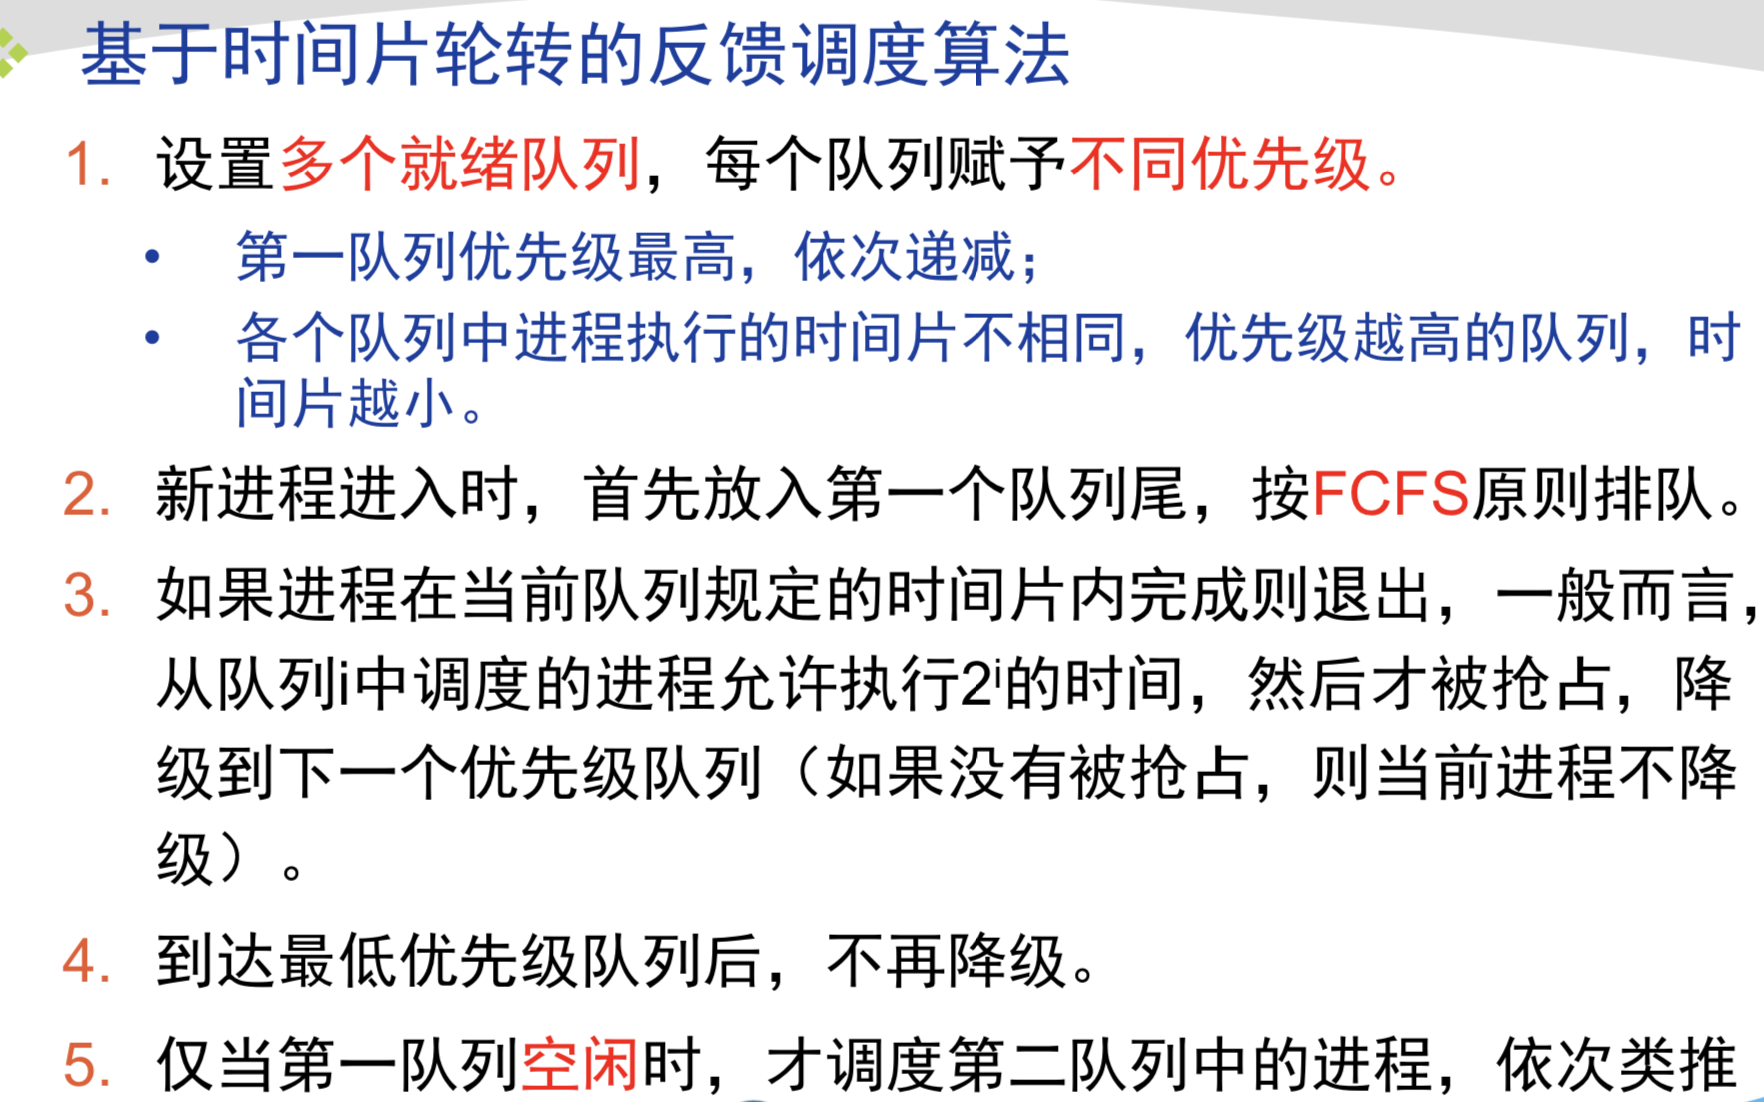 基于时间片轮转的反馈调度算法
1. 设置多个就绪队列，每个队列赋予不同优先级。
• 第一队列优先级最高，依次递减；
• 各个队列中进程执行的时间片不相同，优先级越高的队列，时
间片越小。
2. 新进程进入时，首先放入第一个队列尾，按FCFS原则排队。
3. 如果进程在当前队列规定的时间片内完成则退出，一般而言，
从队列i中调度的进程允许执行2ⁱ的时间，然后才被抢占，降
级到下一个优先级队列（如果没有被抢占，则当前进程不降
级）。
4. 到达最低优先级队列后，不再降级。
5. 仅当第一队列空闲时，才调度第二队列中的进程，依次类推